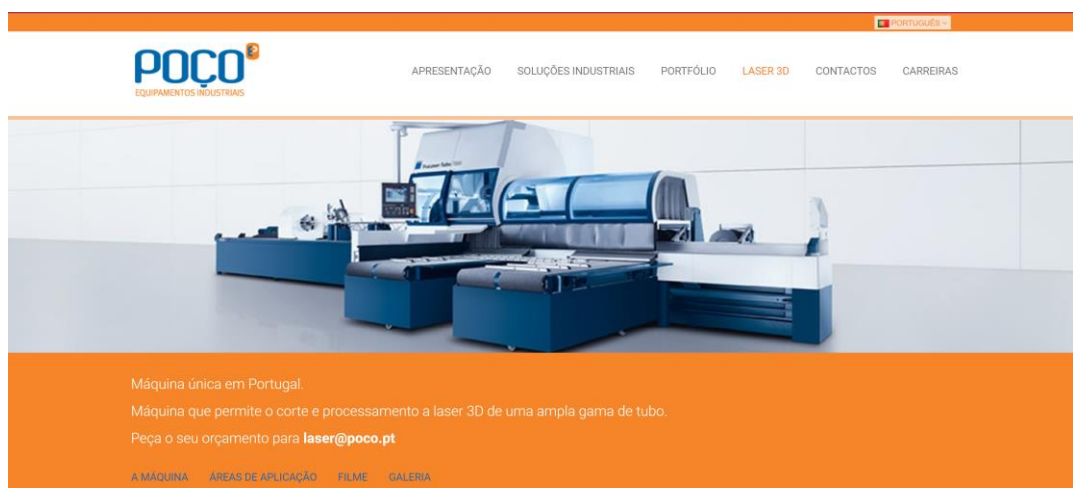 PORTUGUÊS
POÇO
EQUIPAMENTOS INDUSTRIAIS
APRESENTAÇÃO SOLUÇÕES INDUSTRIAIS PORTFÓLIO LASER 3D CONTACTOS CARREIRAS
Máquina única em Portugal.
Máquina que permite o corte e processamento a laser 3D de uma ampla gama de tubo.
Peça o seu orçamento para laser@poco.pt
A MÁQUINA ÁREAS DE APLICAÇÃO FILME GALERIA